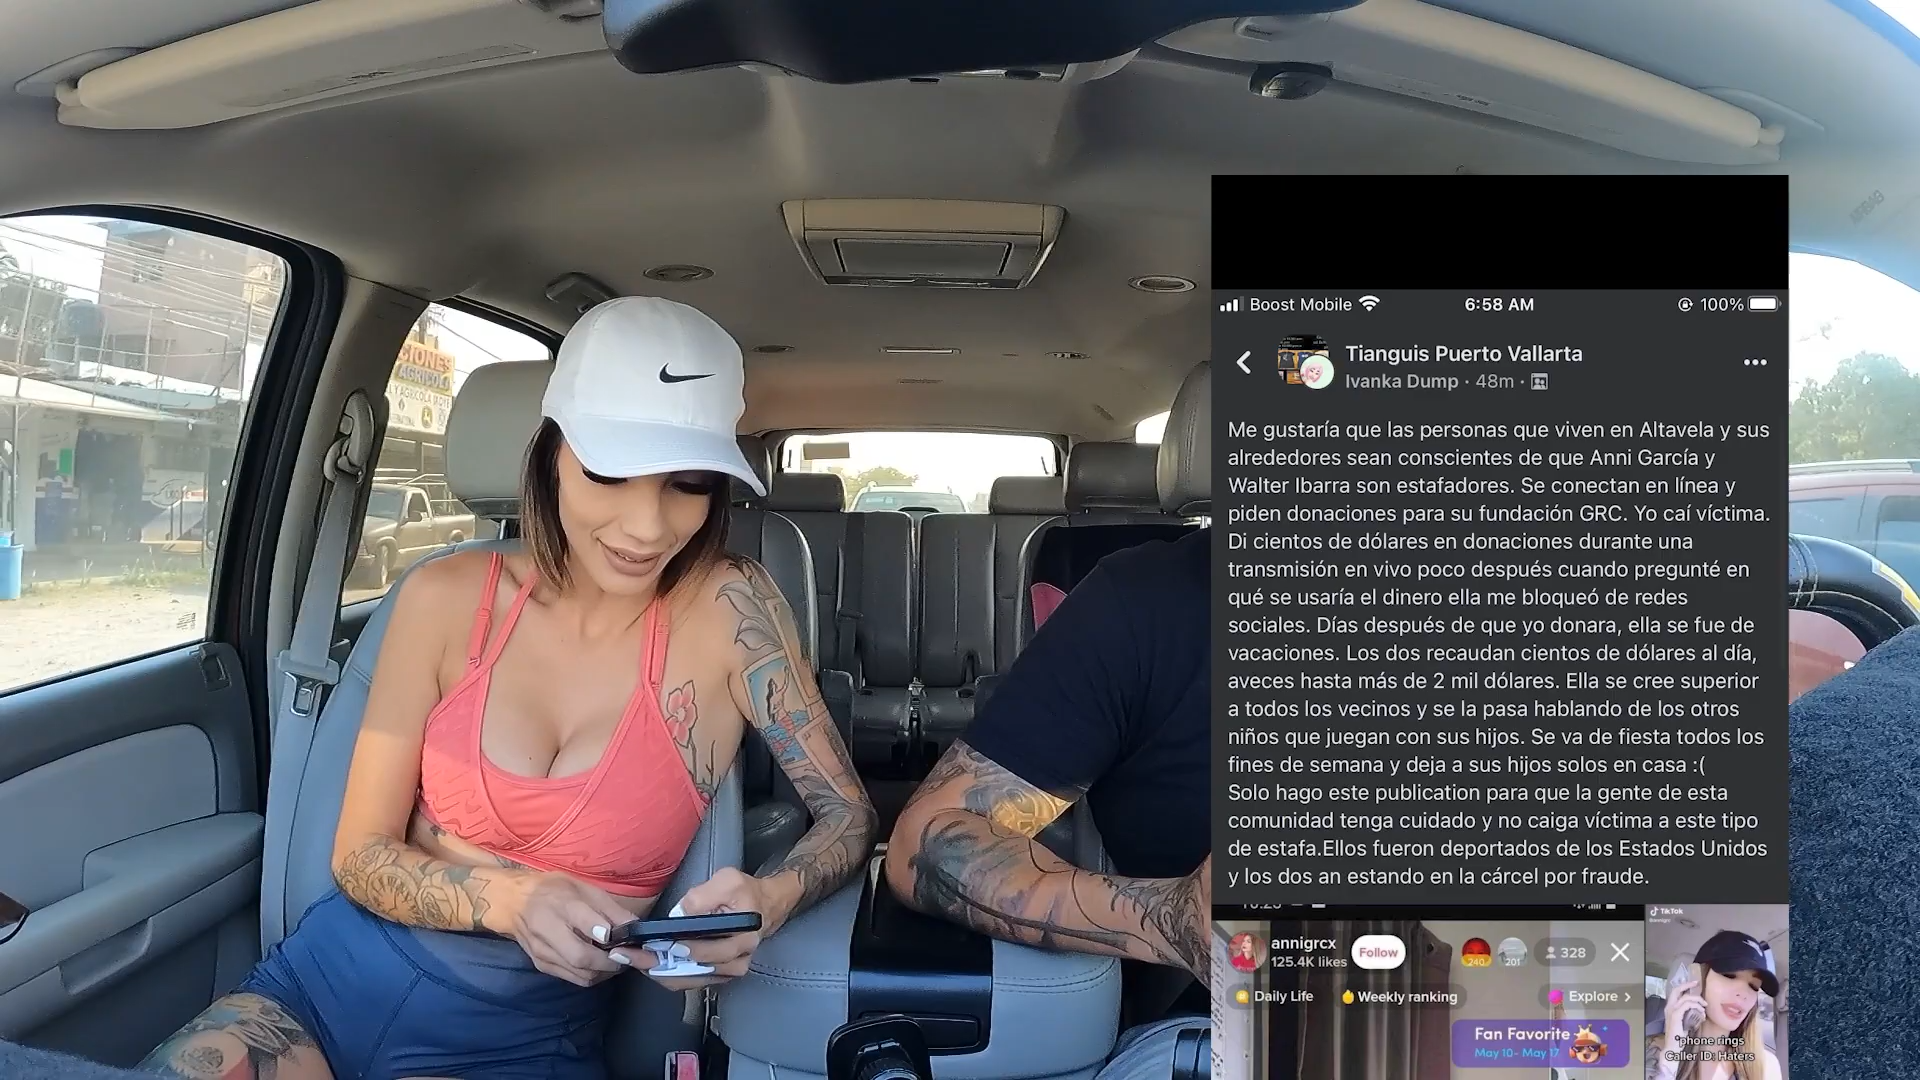 CIONES
AGRICOL
Boost Mobile
6:58 AM
100%
Tianguis Puerto Vallarta
Ivanka Dump · 48m ·
Me gustaría que las personas que viven en Altavela y sus
alrededores sean conscientes de que Anni García y
Walter Ibarra son estafadores. Se conectan en línea y
piden donaciones para su fundación GRC. Yo caí víctima.
Di cientos de dólares en donaciones durante una
transmisión en vivo poco después cuando pregunté en
qué se usaría el dinero ella me bloqueó de redes
sociales. Días después de que yo donara, ella se fue de
vacaciones. Los dos recaudan cientos de dólares al día,
aveces hasta más de 2 mil dólares. Ella se cree superior
a todos los vecinos y se la pasa hablando de los otros
niños que juegan con sus hijos. Se va de fiesta todos los
fines de semana y deja a sus hijos solos en casa :(
Solo hago este publication para que la gente de esta
comunidad tenga cuidado y no caiga víctima a este tipo
de estafa.Ellos fueron deportados de los Estados Unidos
y los dos an estando en la cárcel por fraude.
annigrcx
125.4K likes
Follow
240
201
328
Daily Life
Weekly ranking
Explore >
Fan Favorite
May 10- May 17
TikTok
*phone rings
Caller ID: Haters